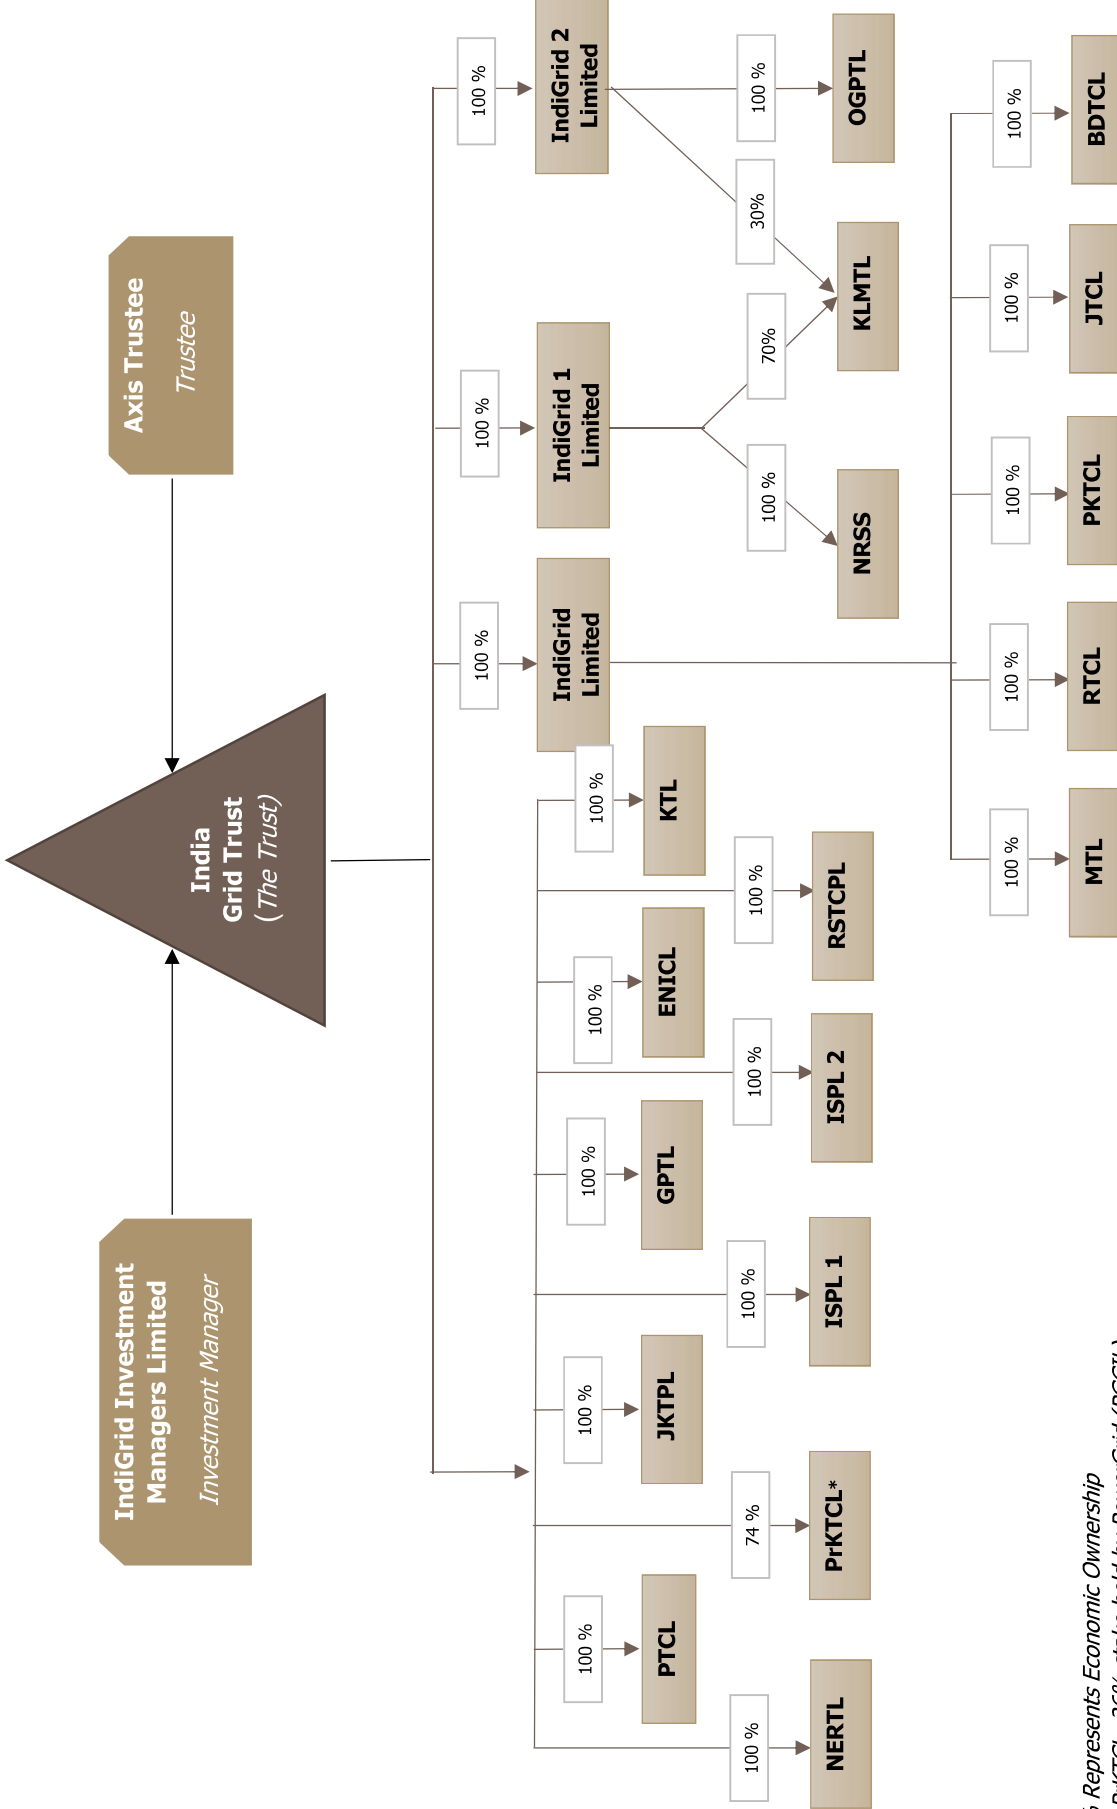 IndiGrid Investment
Managers Limited
Investment Manager
India
Grid Trust
(The Trust)
Axis Trustee
Trustee
100 %
100 %
100 %
IndiGrid
Limited
IndiGrid 1
Limited
IndiGrid 2
Limited
100 %
100 %
100 %
100 %
100 %
PTCL
JKTPL
GPTL
ENICL
KTL
100 %
74 %
100 %
100 %
100 %
100 %
70%
30%
100 %
NERTL
PrKTCL*
ISPL 1
ISPL 2
RSTCPL
NRSS
KLMTL
OGPTL
100 %
100 %
100 %
100 %
100 %
MTL
RTCL
PKTCL
JTCL
BDTCL
Represents Economic Ownership